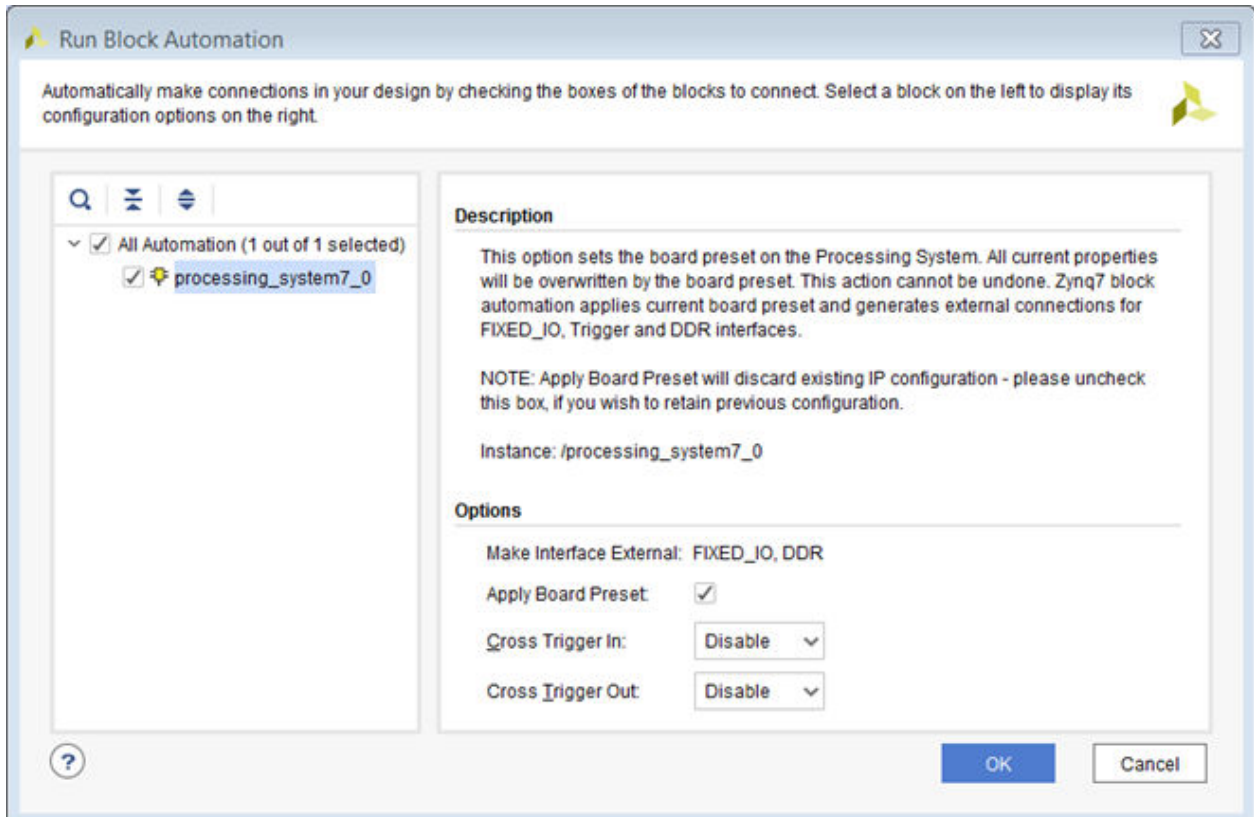 Run Block Automation
Automatically make connections in your design by checking the boxes of the blocks to connect. Select a block on the left to display its
configuration options on the right.
All Automation (1 out of 1 selected)
processing_system7_0
Description
This option sets the board preset on the Processing System. All current properties
will be overwritten by the board preset. This action cannot be undone. Zynq7 block
automation applies current board preset and generates external connections for
FIXED_IO, Trigger and DDR interfaces.
NOTE: Apply Board Preset will discard existing IP configuration - please uncheck
this box, if you wish to retain previous configuration.
Instance: /processing_system7_0
Options
Make Interface External: FIXED_IO, DDR
Apply Board Preset:
Cross Trigger In: Disable
Cross Trigger Out: Disable
? OK Cancel